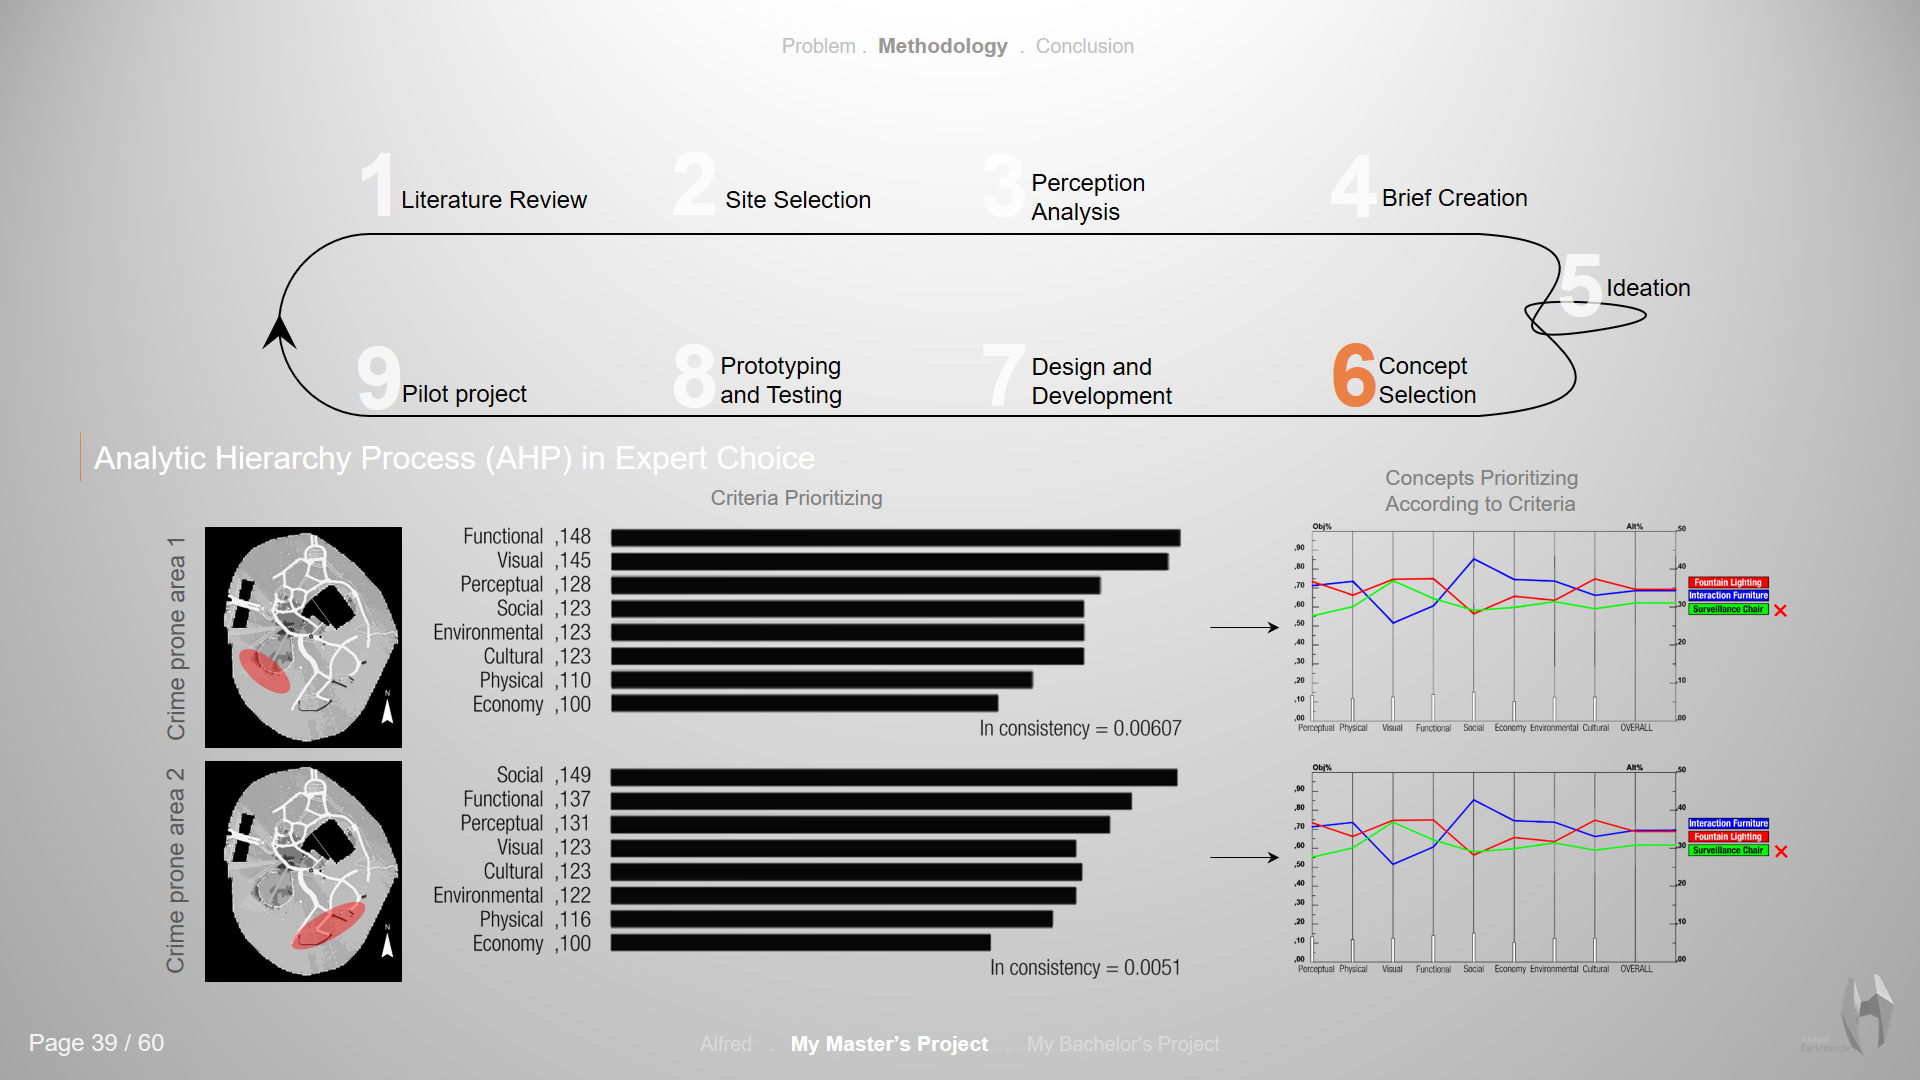 Problem . Methodology . Conclusion
1 Literature Review
2 Site Selection
3 Perception
Analysis
4 Brief Creation
5 Ideation
9 Pilot project
8 Prototyping
and Testing
7 Design and
Development
6 Concept
Selection
Analytic Hierarchy Process (AHP) in Expert Choice
Criteria Prioritizing
Concepts Prioritizing
According to Criteria
Crime prone area 1
N
Functional ,148
Visual ,145
Perceptual ,128
Social ,123
Environmental ,123
Cultural ,123
Physical ,110
Economy ,100
In consistency = 0.00607
Obj% Alt%
,90
,80
,70
,60
,50
,40
,30
,20
,10
,00
,50
,40
,30
,20
,10
,00
Perceptual Physical Visual Functional Social Economy Environmental Cultural OVERALL
Fountain Lighting
Interaction Furniture
Surveillance Chair
Crime prone area 2
N
Social ,149
Functional ,137
Perceptual ,131
Visual ,123
Cultural ,123
Environmental ,122
Physical ,116
Economy ,100
In consistency = 0.0051
Obj% Alt%
,90
,80
,70
,60
,50
,40
,30
,20
,10
,00
,50
,40
,30
,20
,10
,00
Perceptual Physical Visual Functional Social Economy Environmental Cultural OVERALL
Interaction Furniture
Fountain Lighting
Surveillance Chair
Page 39 / 60
Alfred . My Master's Project . My Bachelor's Project